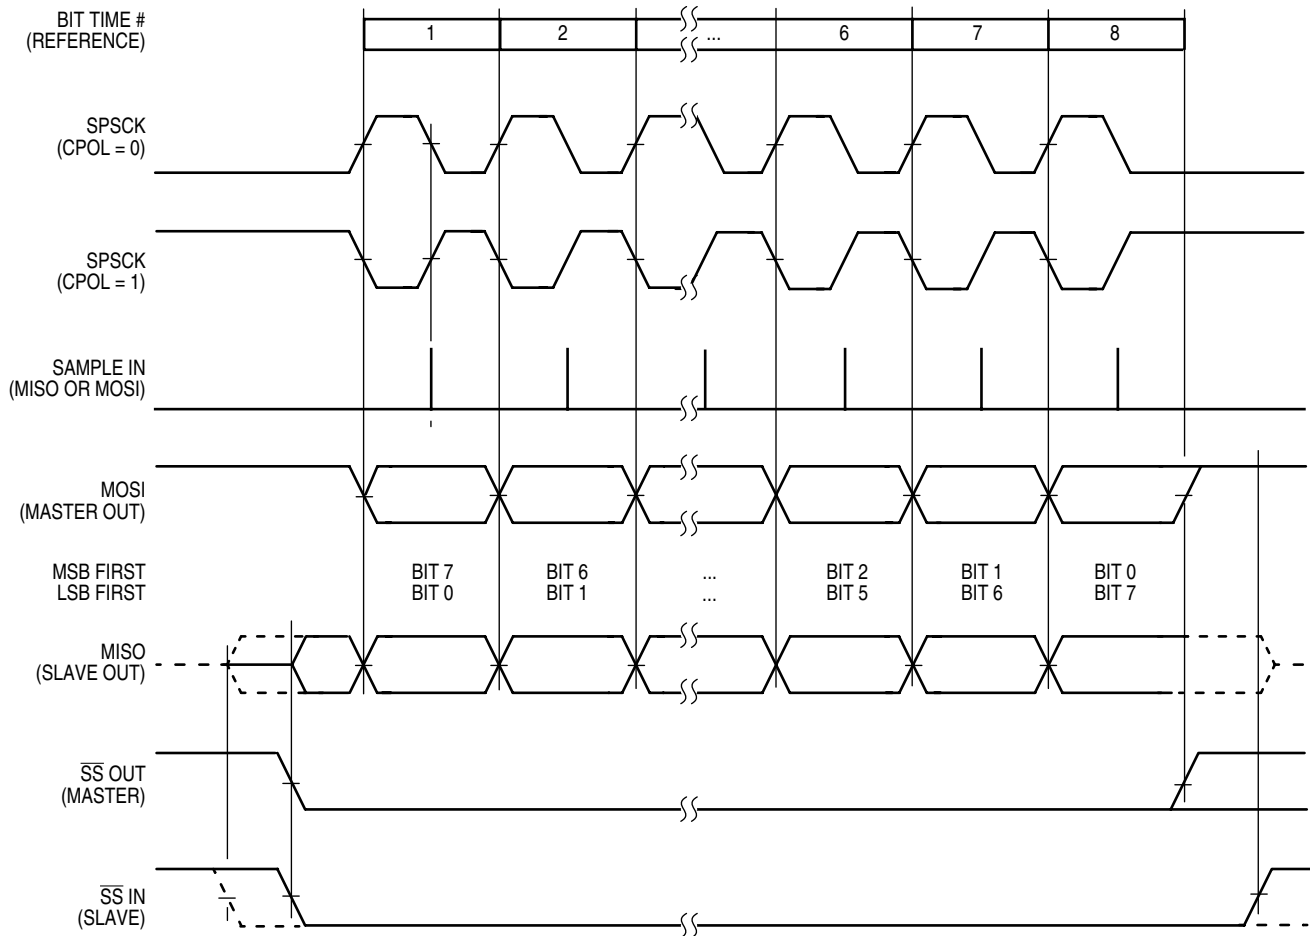 BIT TIME #
(REFERENCE)
1 2 ... 6 7 8
SPSCK
(CPOL = 0)
SPSCK
(CPOL = 1)
SAMPLE IN
(MISO OR MOSI)
MOSI
(MASTER OUT)
MSB FIRST BIT 7 BIT 6 ... BIT 2 BIT 1 BIT 0
LSB FIRST BIT 0 BIT 1 ... BIT 5 BIT 6 BIT 7
MISO
(SLAVE OUT)
S̅S̅ OUT
(MASTER)
S̅S̅ IN
(SLAVE)